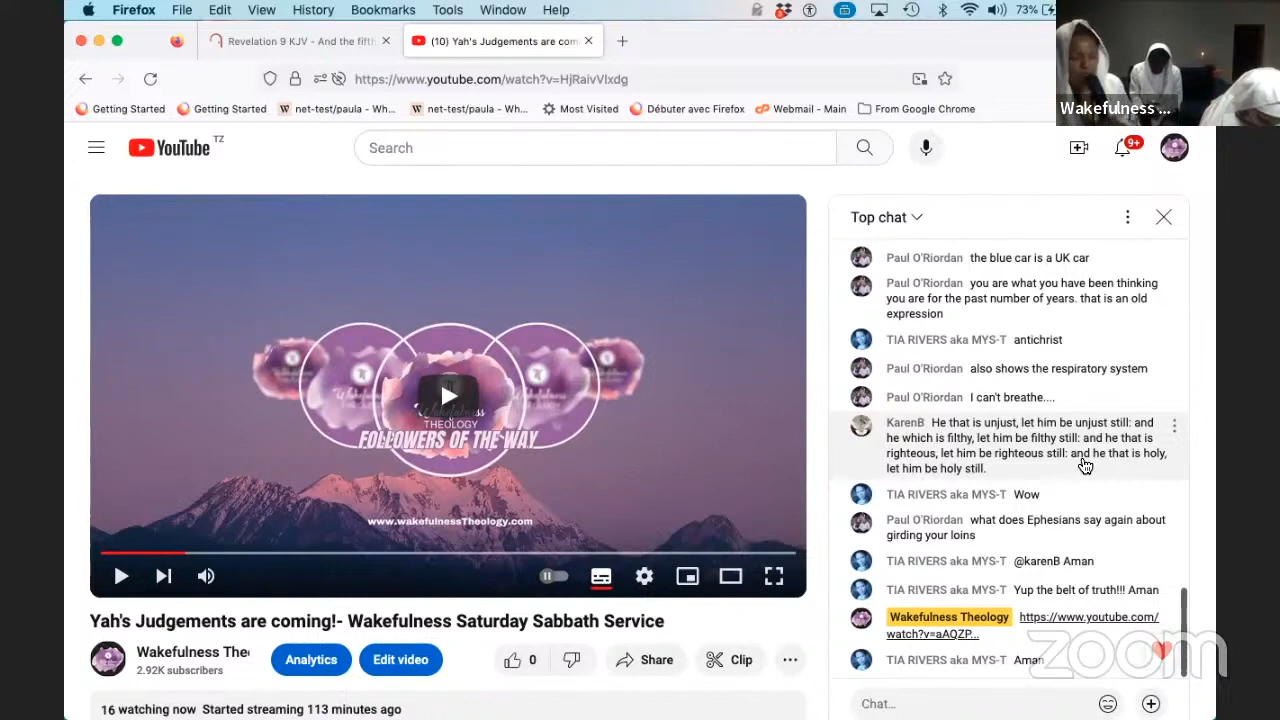 Firefox File Edit View History Bookmarks Tools Window Help 73%
Wakefulness ...
Revelation 9 KJV - And the fifth
(10) Yah's Judgements are com
https://www.youtube.com/watch?v=HjRaivVlxdg
Getting Started Getting Started net-test/paula - Wh... net-test/paula - Wh... Most Visited Débuter avec Firefox Webmail - Main From Google Chrome
YouTube TZ
Search
9+
Top chat
Paul O'Riordan the blue car is a UK car
Paul O'Riordan you are what you have been thinking
you are for the past number of years. that is an old
expression
TIA RIVERS aka MYS-T antichrist
Paul O'Riordan also shows the respiratory system
Paul O'Riordan I can't breathe....
KarenB He that is unjust, let him be unjust still: and
he which is filthy, let him be filthy still: and he that is
righteous, let him be righteous still: and he that is holy,
let him be holy still.
TIA RIVERS aka MYS-T Wow
Paul O'Riordan what does Ephesians say again about
girding your loins
TIA RIVERS aka MYS-T @karenB Aman
TIA RIVERS aka MYS-T Yup the belt of truth!!! Aman
Wakefulness Theology https://www.youtube.com/
watch?v=aAQZP...
TIA RIVERS aka MYS-T Aman
Chat...
zoom
Wakefulness
THEOLOGY
FOLLOWERS OF THE WAY
www.wakefulnessTheology.com
Yah's Judgements are coming!- Wakefulness Saturday Sabbath Service
Wakefulness The
2.92K subscribers
Analytics
Edit video
0
Share
Clip
16 watching now Started streaming 113 minutes ago